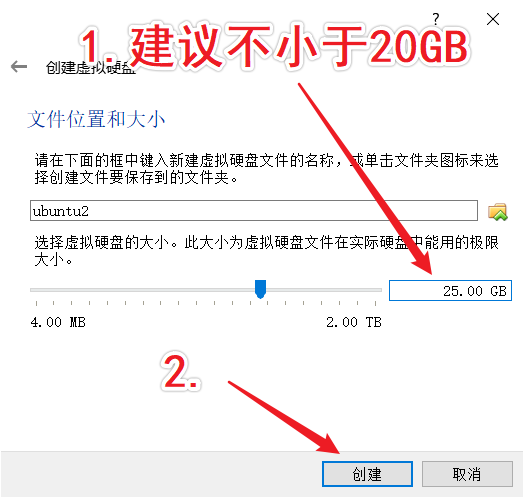 ?
1.建议不小于20GB
创建虚拟硬盘
文件位置和大小
请在下面的框中键入新建虚拟硬盘文件的名称，或单击文件夹图标来选
择创建文件要保存到的文件夹。
ubuntu2
选择虚拟硬盘的大小。此大小为虚拟硬盘文件在实际硬盘中能用的极限
大小。
25.00 GB
4.00 MB
2.00 TB
2.
创建
取消